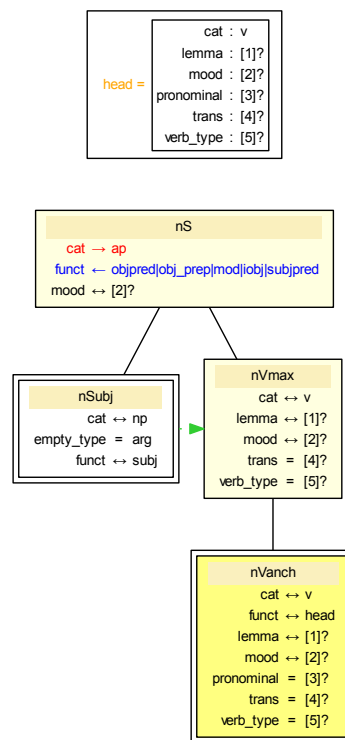 head =
cat : v
lemma : [1]?
mood : [2]?
pronominal : [3]?
trans : [4]?
verb_type : [5]?
nS
cat → ap
funct ← objpred|obj_prep|mod|iobj|subjpred
mood ↔ [2]?
nSubj
cat ↔ np
empty_type = arg
funct ↔ subj
nVmax
cat ↔ v
lemma ↔ [1]?
mood ↔ [2]?
trans = [4]?
verb_type = [5]?
nVanch
cat ↔ v
funct ↔ head
lemma ↔ [1]?
mood ↔ [2]?
pronominal = [3]?
trans = [4]?
verb_type = [5]?